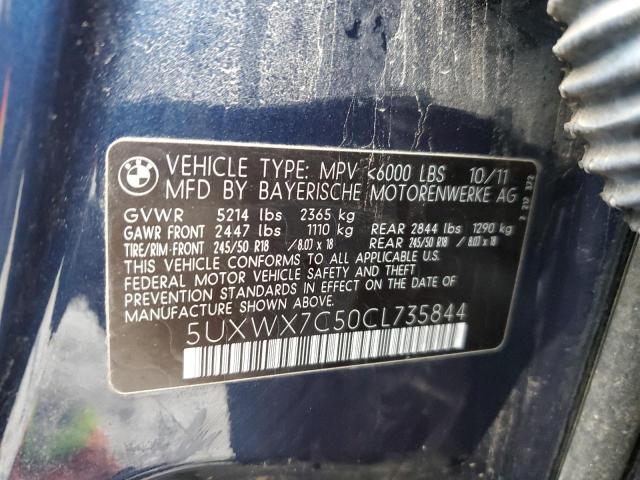 BMW
VEHICLE TYPE: MPV <6000 LBS 10/11
MFD BY BAYERISCHE MOTORENWERKE AG
GVWR 5214 lbs 2365 kg
GAWR FRONT 2447 lbs 1110 kg REAR 2844 lbs 1290 kg
TIRE/RIM-FRONT 245/50 R18 /8.0J x 18 REAR 245/50 R18 /8.0J x 18
THIS VEHICLE CONFORMS TO ALL APPLICABLE U.S.
FEDERAL MOTOR VEHICLE SAFETY AND THEFT
PREVENTION STANDARDS IN EFFECT ON THE DATE OF
MANUFACTURE SHOWN ABOVE.
5UXWX7C50CL735844